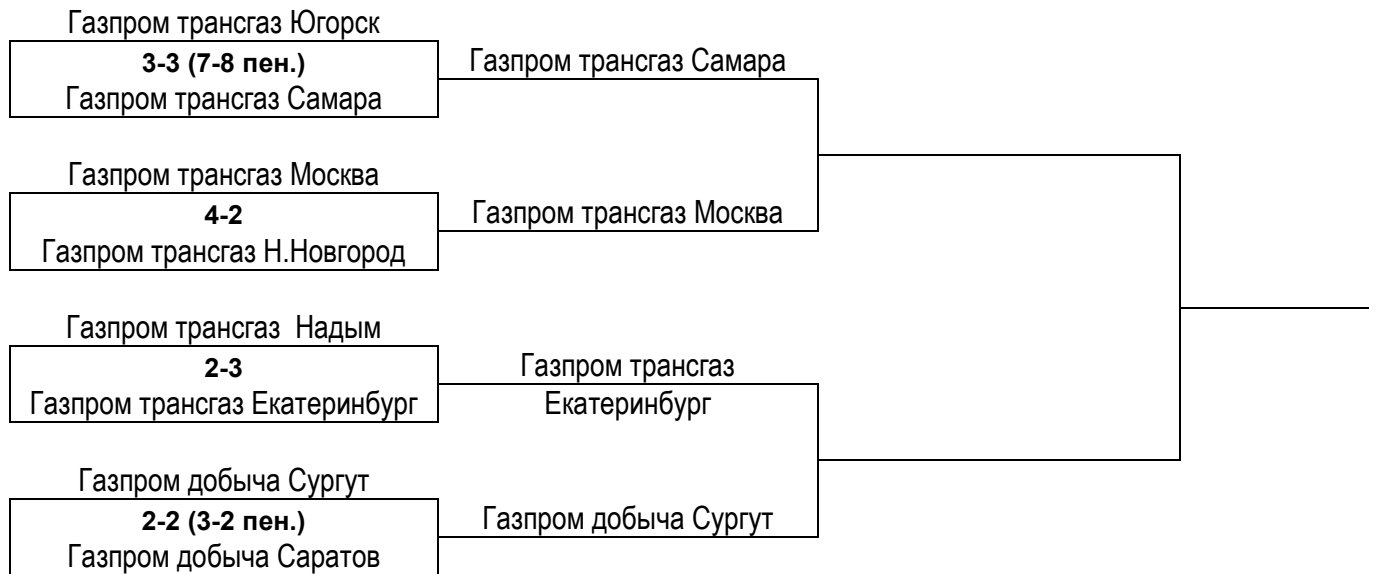 Газпром трансгаз Югорск
3-3 (7-8 пен.)
Газпром трансгаз Самара
Газпром трансгаз Самара
Газпром трансгаз Москва
4-2
Газпром трансгаз Москва
Газпром трансгаз Н.Новгород
Газпром трансгаз  Надым
2-3
Газпром трансгаз
Газпром трансгаз Екатеринбург
Екатеринбург
Газпром добыча Сургут
2-2 (3-2 пен.)
Газпром добыча Сургут
Газпром добыча Саратов